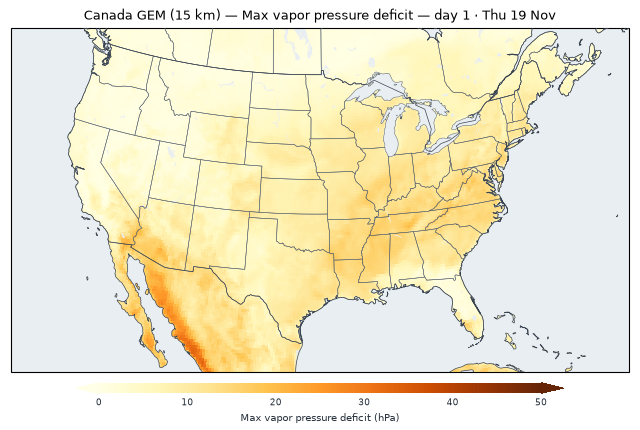 Canada GEM (15 km) — Max vapor pressure deficit — day 1 · Thu 19 Nov
0 10 20 30 40 50
Max vapor pressure deficit (hPa)